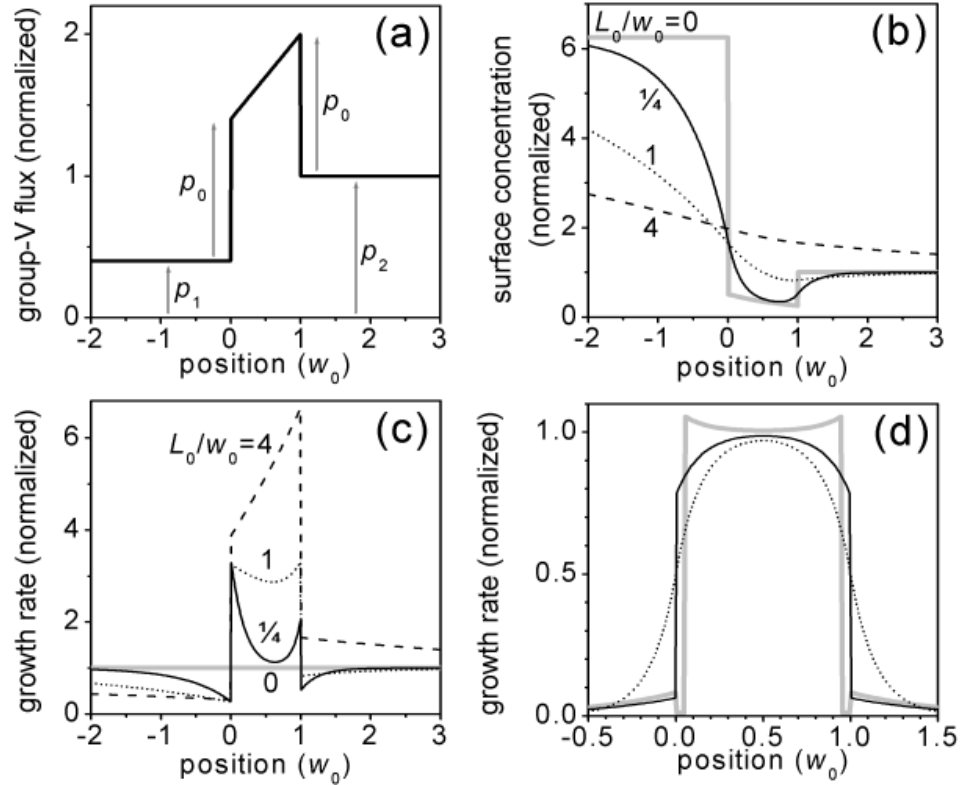 (a)
group-V flux (normalized)
2
1
0
p0
p0
p1
p2
-2 -1 0 1 2 3
position (w0)
(b)
surface concentration
(normalized)
6
4
2
0
L0/w0=0
¼
1
4
-2 -1 0 1 2 3
position (w0)
(c)
growth rate (normalized)
6
4
2
0
L0/w0=4
1
¼
0
-2 -1 0 1 2 3
position (w0)
(d)
growth rate (normalized)
1.0
0.5
0.0
-0.5 0.0 0.5 1.0 1.5
position (w0)